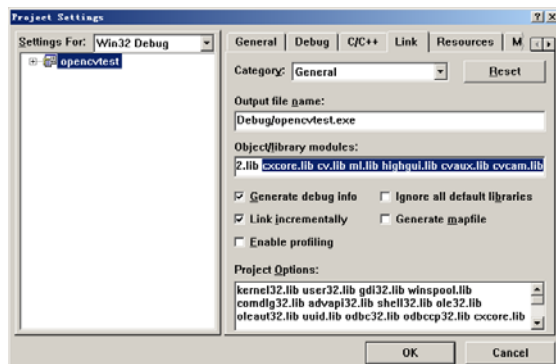 Project Settings
Settings For: Win32 Debug
opencvtest
General Debug C/C++ Link Resources M
Category: General Reset
Output file name:
Debug/opencvtest.exe
Object/library modules:
2.lib cxcore.lib cv.lib ml.lib highgui.lib cvaux.lib cvcam.lib
Generate debug info Ignore all default libraries
Link incrementally Generate mapfile
Enable profiling
Project Options:
kernel32.lib user32.lib gdi32.lib winspool.lib
comdlg32.lib advapi32.lib shell32.lib ole32.lib
oleaut32.lib uuid.lib odbc32.lib odbccp32.lib cxcore.lib
OK Cancel